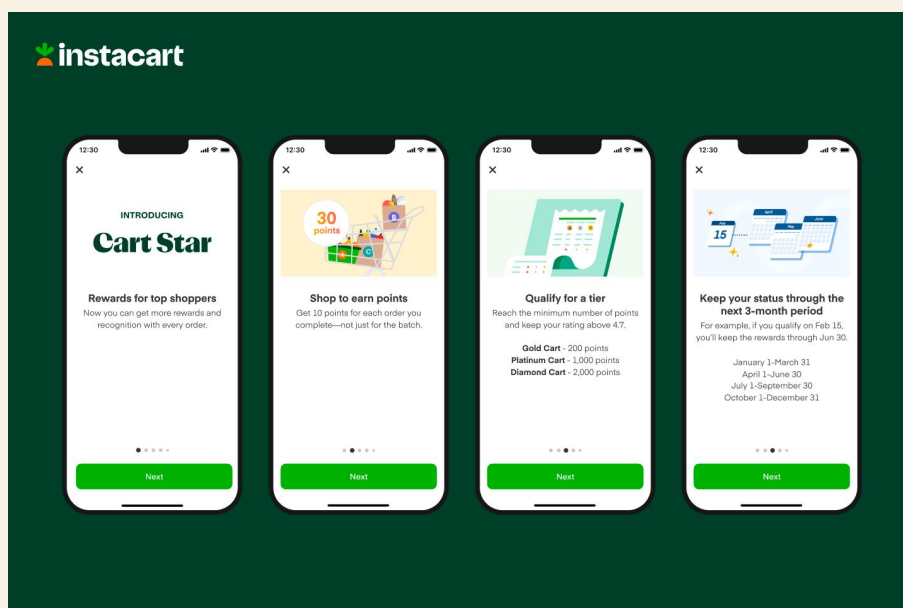 instacart
12:30
INTRODUCING
Cart Star
Rewards for top shoppers
Now you can get more rewards and
recognition with every order.
Next
12:30
30
points
A
B
C
Shop to earn points
Get 10 points for each order you
complete—not just for the batch.
Next
12:30
Qualify for a tier
Reach the minimum number of points
and keep your rating above 4.7.
Gold Cart - 200 points
Platinum Cart - 1,000 points
Diamond Cart - 2,000 points
Next
12:30
Feb
15
April
May
June
Keep your status through the
next 3-month period
For example, if you qualify on Feb 15,
you'll keep the rewards through Jun 30.
January 1-March 31
April 1-June 30
July 1-September 30
October 1-December 31
Next